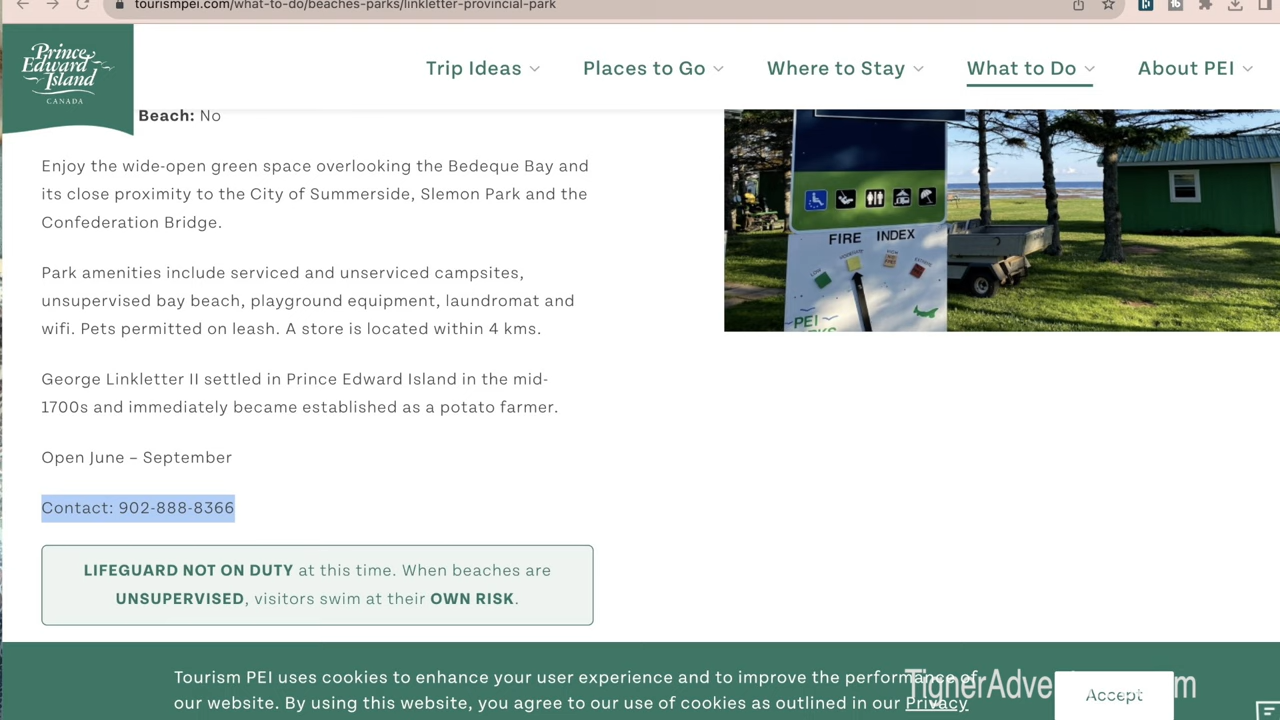 tourismpei.com/what-to-do/beaches-parks/linkletter-provincial-park
Prince
Edward
Island
CANADA
Trip Ideas
Places to Go
Where to Stay
What to Do
About PEI
Beach: No
Enjoy the wide-open green space overlooking the Bedeque Bay and
its close proximity to the City of Summerside, Slemon Park and the
Confederation Bridge.
Park amenities include serviced and unserviced campsites,
unsupervised bay beach, playground equipment, laundromat and
wifi. Pets permitted on leash. A store is located within 4 kms.
George Linkletter II settled in Prince Edward Island in the mid-
1700s and immediately became established as a potato farmer.
Open June – September
Contact: 902-888-8366
LIFEGUARD NOT ON DUTY at this time. When beaches are
UNSUPERVISED, visitors swim at their OWN RISK.
FIRE INDEX
LOW
MODERATE
HIGH
EXTREME
PEI
PARKS
Tourism PEI uses cookies to enhance your user experience and to improve the performance of
our website. By using this website, you agree to our use of cookies as outlined in our Privacy
Accept